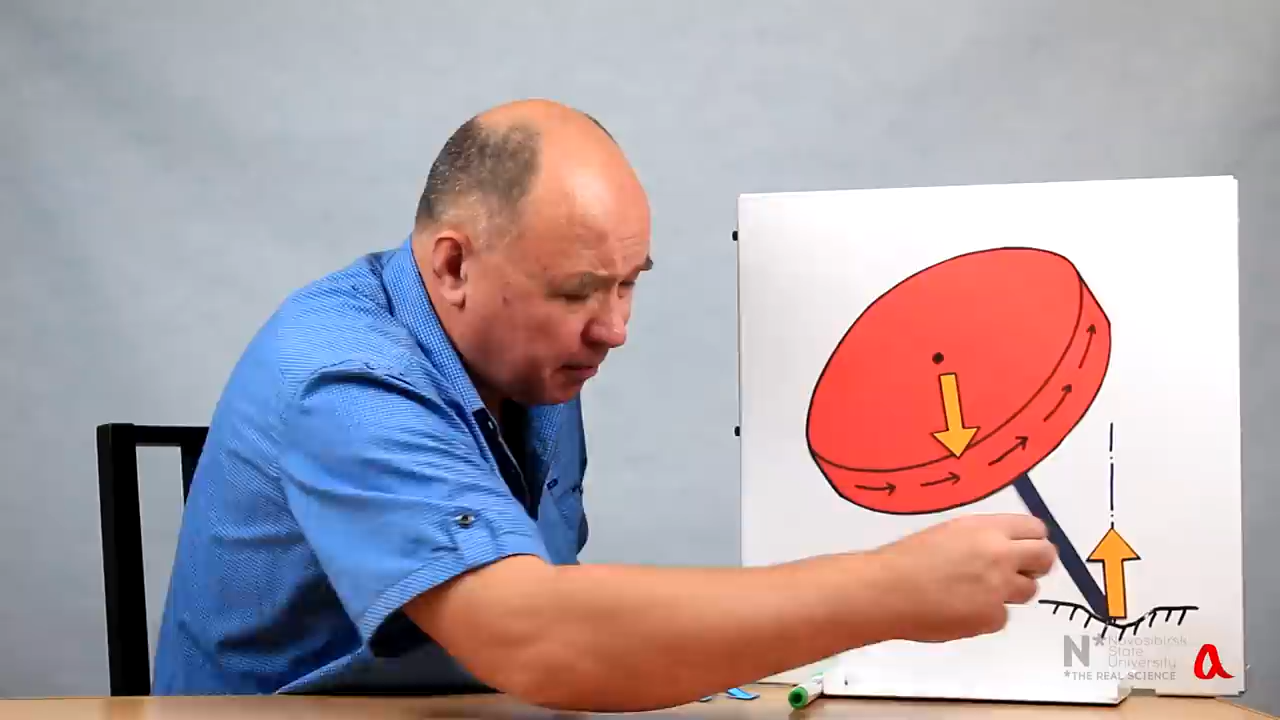 N*
Novosibirsk
State
University
*THE REAL SCIENCE
a